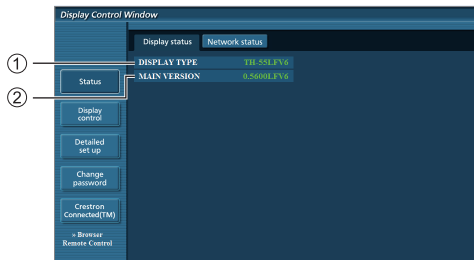 Display Control Window
Display status Network status
① DISPLAY TYPE TH-55LFV6
② MAIN VERSION 0.5600LFV6
Status
Display
control
Detailed
set up
Change
password
Crestron
Connected(TM)
» Browser
Remote Control